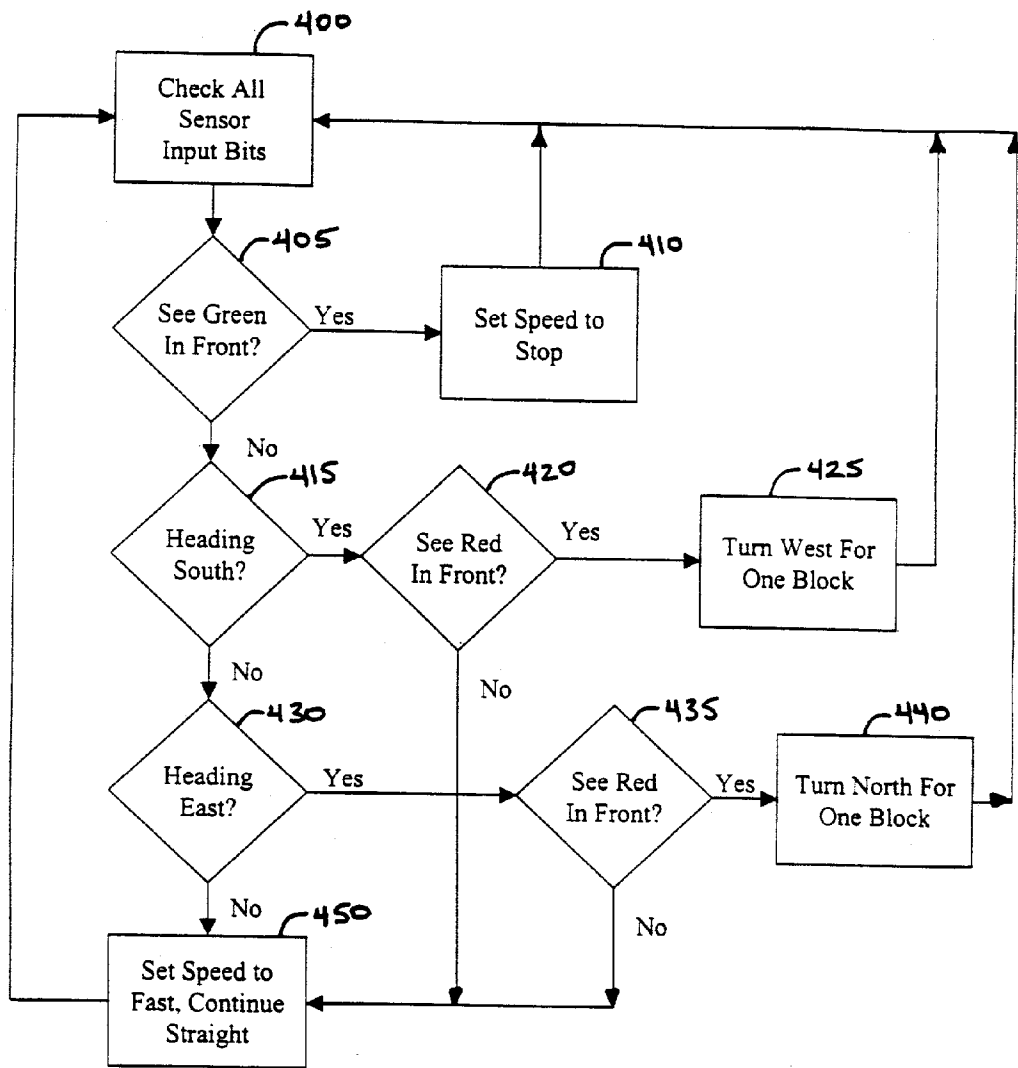 400
Check All
Sensor
Input Bits
405
See Green
In Front?
Yes
410
Set Speed to
Stop
No
415
Heading
South?
Yes
420
See Red
In Front?
Yes
425
Turn West For
One Block
No
No
430
Heading
East?
Yes
435
See Red
In Front?
Yes
440
Turn North For
One Block
No
No
450
Set Speed to
Fast, Continue
Straight